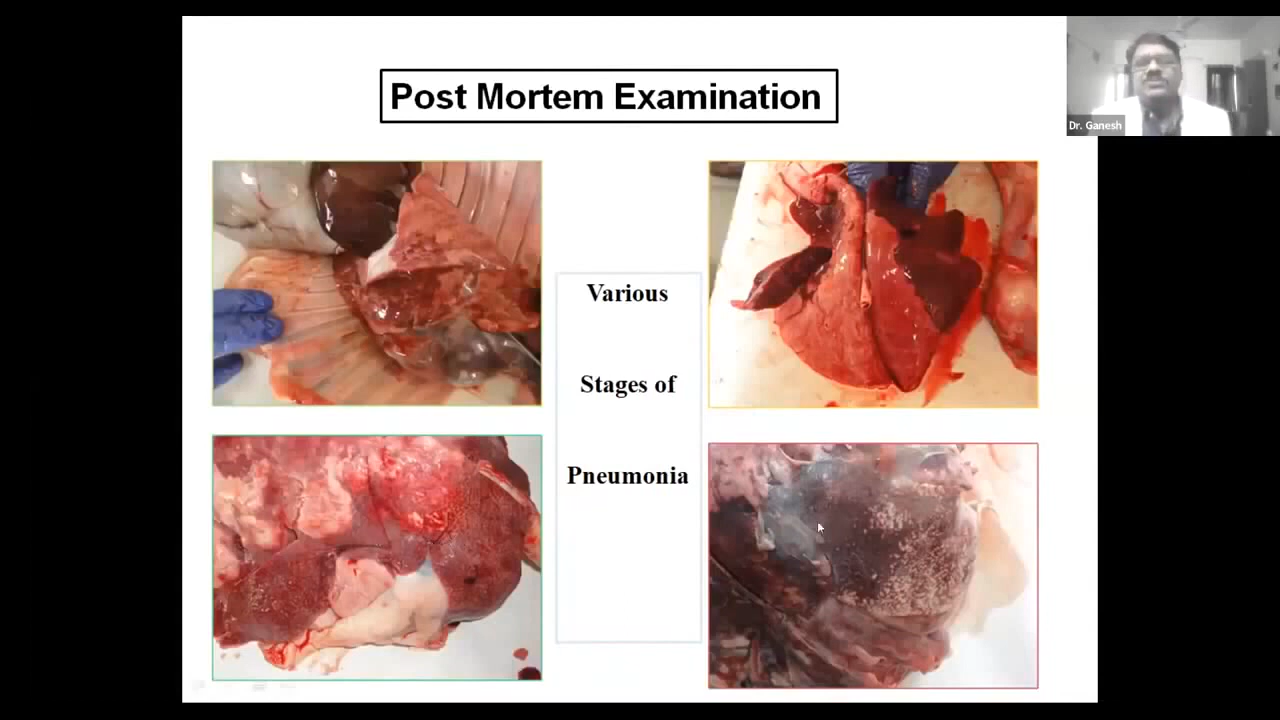 Post Mortem Examination
Dr. Ganesh
Various
Stages of
Pneumonia